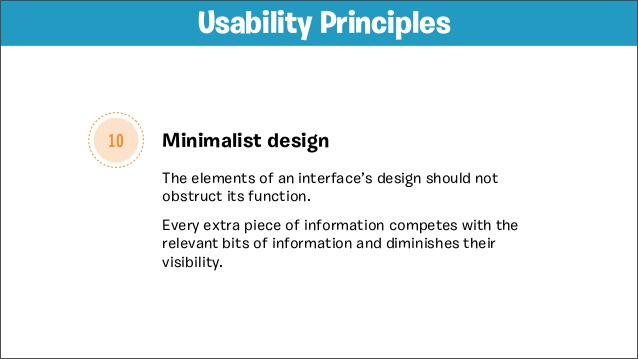 Usability Principles
10
Minimalist design
The elements of an interface’s design should not
obstruct its function.
Every extra piece of information competes with the
relevant bits of information and diminishes their
visibility.